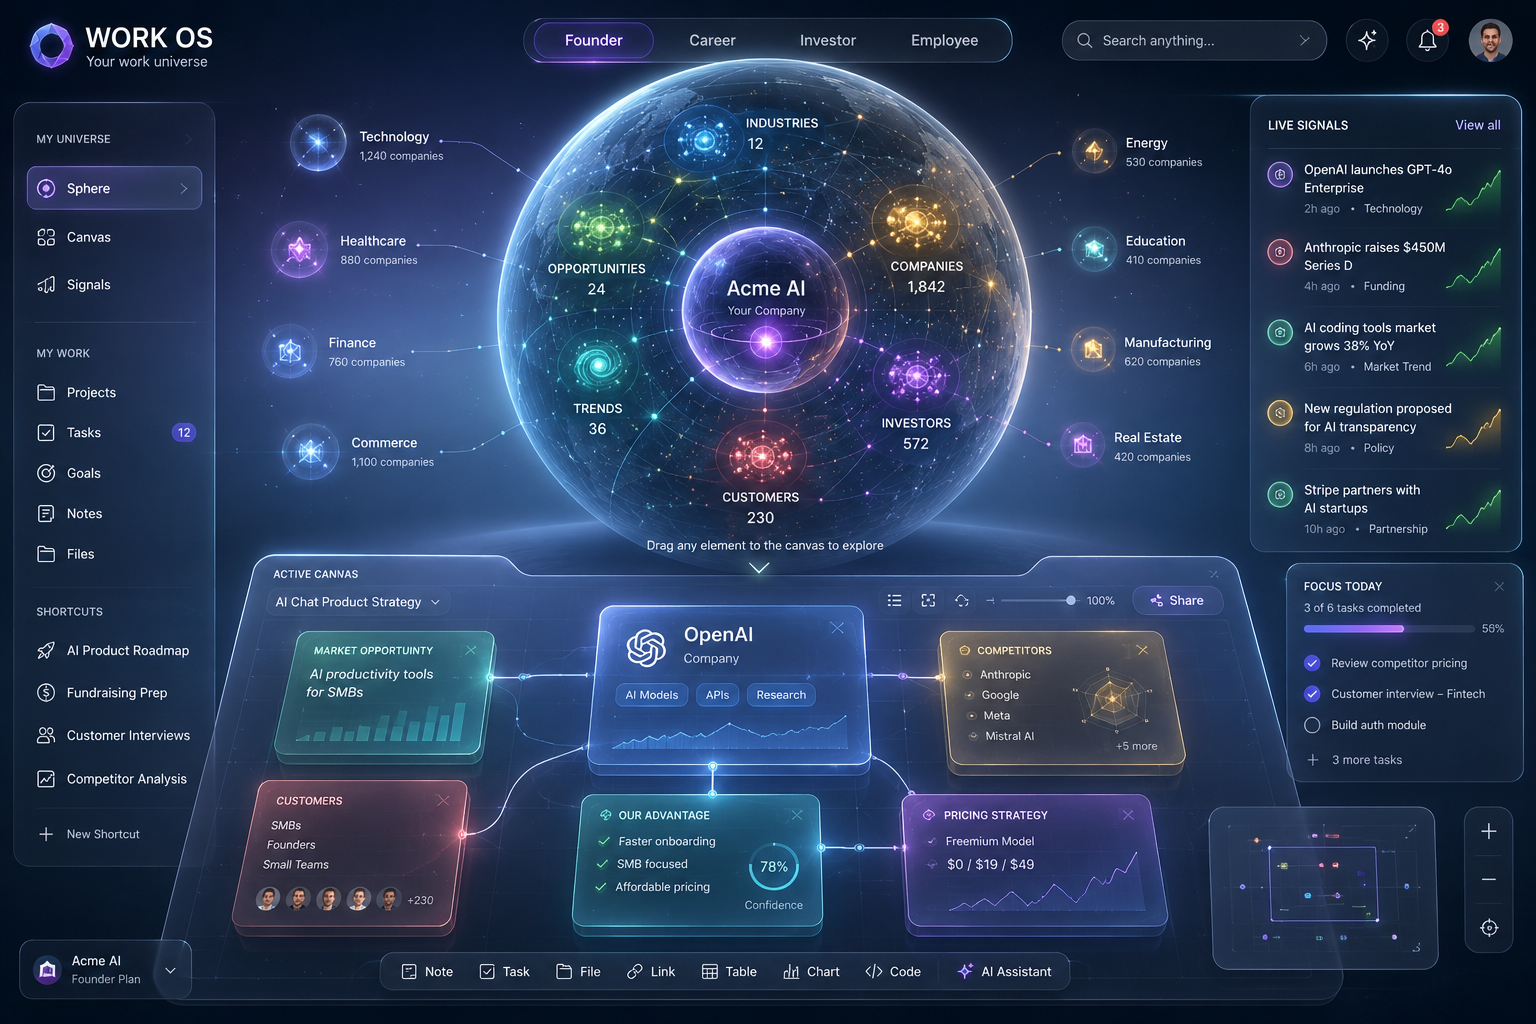 WORK OS
Your work universe
Founder
Career
Investor
Employee
Search anything...
3
MY UNIVERSE
Sphere
Canvas
Signals
MY WORK
Projects
Tasks
12
Goals
Notes
Files
SHORTCUTS
AI Product Roadmap
Fundraising Prep
Customer Interviews
Competitor Analysis
New Shortcut
Acme AI
Founder Plan
Technology
1,240 companies
Healthcare
880 companies
Finance
760 companies
Commerce
1,100 companies
INDUSTRIES
12
OPPORTUNITIES
24
COMPANIES
1,842
Acme AI
Your Company
TRENDS
36
INVESTORS
572
CUSTOMERS
230
Drag any element to the canvas to explore
Energy
530 companies
Education
410 companies
Manufacturing
620 companies
Real Estate
420 companies
LIVE SIGNALS
View all
OpenAI launches GPT-4o
Enterprise
2h ago • Technology
Anthropic raises $450M
Series D
4h ago • Funding
AI coding tools market
grows 38% YoY
6h ago • Market Trend
New regulation proposed
for AI transparency
8h ago • Policy
Stripe partners with
AI startups
10h ago • Partnership
FOCUS TODAY
3 of 6 tasks completed
56%
Review competitor pricing
Customer interview – Fintech
Build auth module
3 more tasks
ACTIVE CANVAS
AI Chat Product Strategy
100%
Share
MARKET OPPORUINTY
AI productivity tools
for SMBs
OpenAI
Company
AI Models
APIs
Research
COMPETITORS
Anthropic
Google
Meta
Mistral AI
+5 more
CUSTOMERS
SMBs
Founders
Small Teams
+230
OUR ADVANTAGE
Faster onboarding
SMB focused
Affordable pricing
78%
Confidence
PRICING STRATEGY
Freemium Model
$0 / $19 / $49
Note
Task
File
Link
Table
Chart
Code
AI Assistant